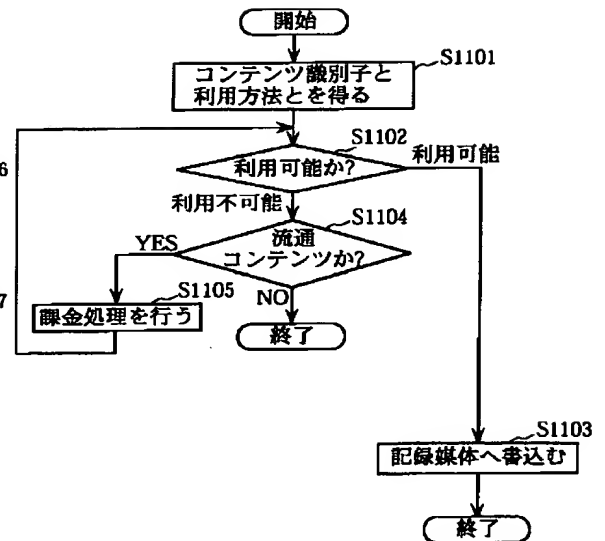 開始
S1101
コンテンツ識別子と
利用方法とを得る
S1102
利用可能か?
利用可能
6
利用不可能
S1104
流通
コンテンツか?
YES
S1105
課金処理を行う
7
NO
終了
S1103
記録媒体へ書込む
終了